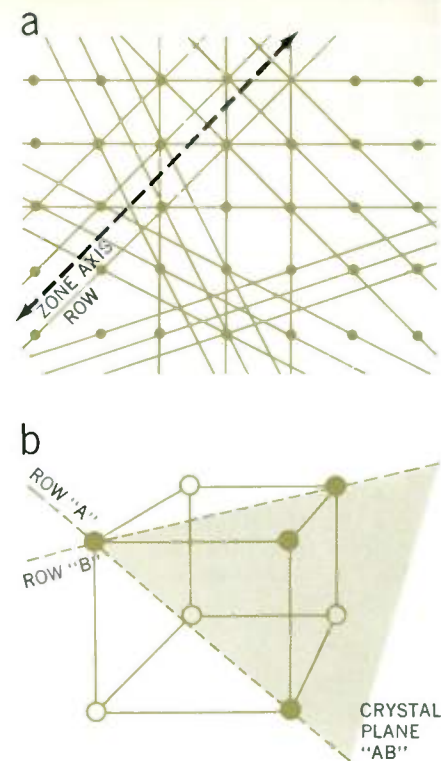 a
ZONE AXIS
ROW
b
ROW "A"
ROW "B"
CRYSTAL
PLANE
"AB"